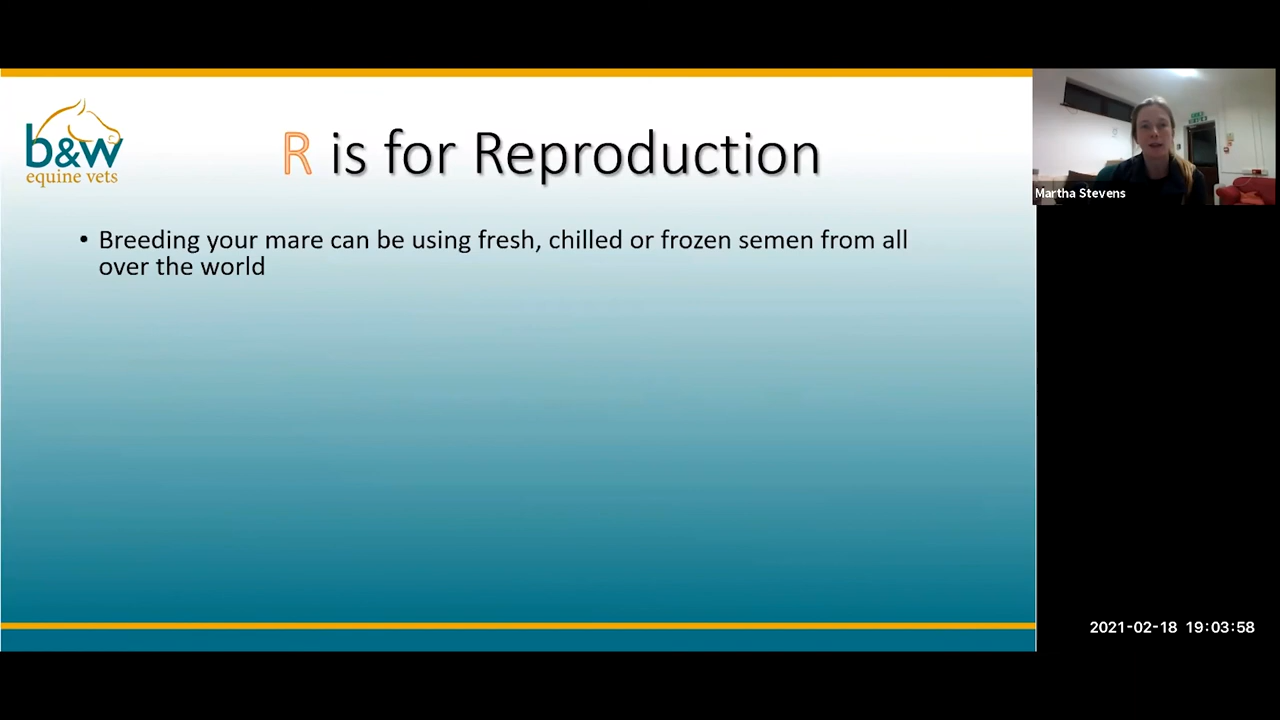 b&w
equine vets
R is for Reproduction
• Breeding your mare can be using fresh, chilled or frozen semen from all
over the world
Martha Stevens
2021-02-18 19:03:58